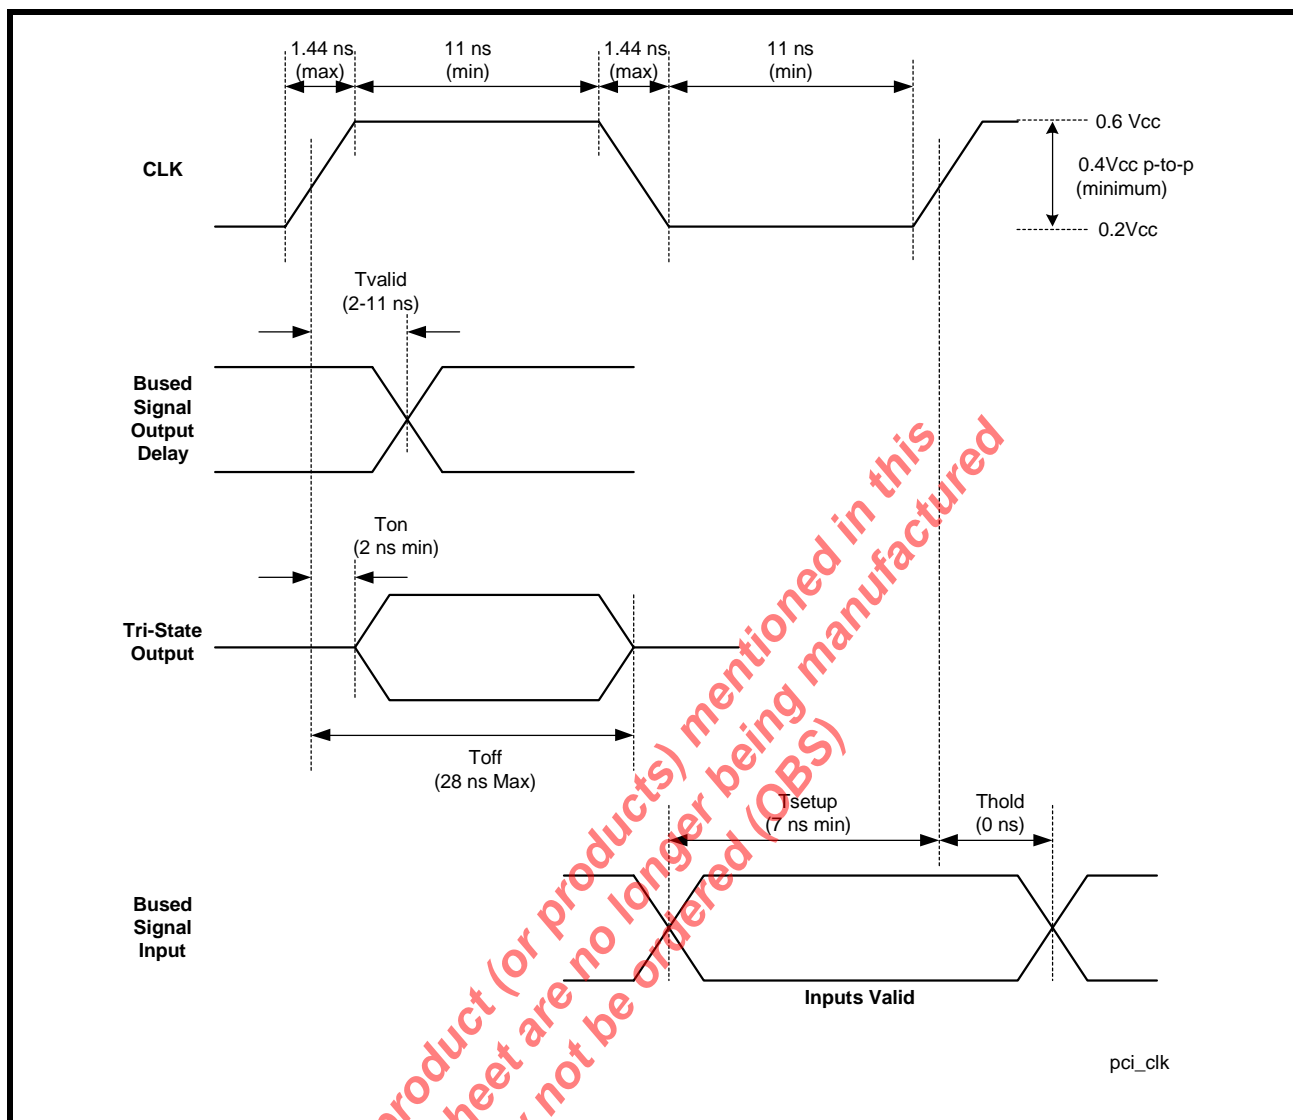 1.44 ns
(max)
11 ns
(min)
1.44 ns
(max)
11 ns
(min)
CLK
0.6 Vcc
0.4Vcc p-to-p
(minimum)
0.2Vcc
Tvalid
(2-11 ns)
Bused
Signal
Output
Delay
Ton
(2 ns min)
Tri-State
Output
Toff
(28 ns Max)
Tsetup
(7 ns min)
Thold
(0 ns)
Bused
Signal
Input
Inputs Valid
pci_clk
product (or products) mentioned in this
sheet are no longer being manufactured
not be ordered (OBS)